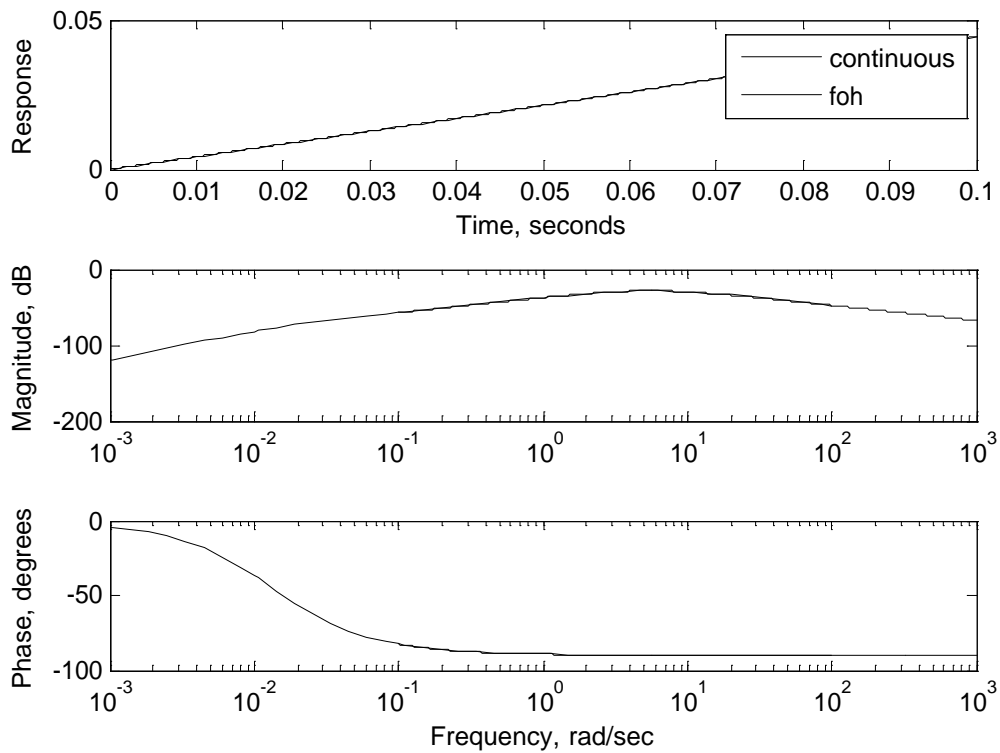 0.05
Response
0
continuous
foh
0 0.01 0.02 0.03 0.04 0.05 0.06 0.07 0.08 0.09 0.1
Time, seconds
0
-100
-200
Magnitude, dB
10^-3 10^-2 10^-1 10^0 10^1 10^2 10^3
0
-50
-100
Phase, degrees
10^-3 10^-2 10^-1 10^0 10^1 10^2 10^3
Frequency, rad/sec